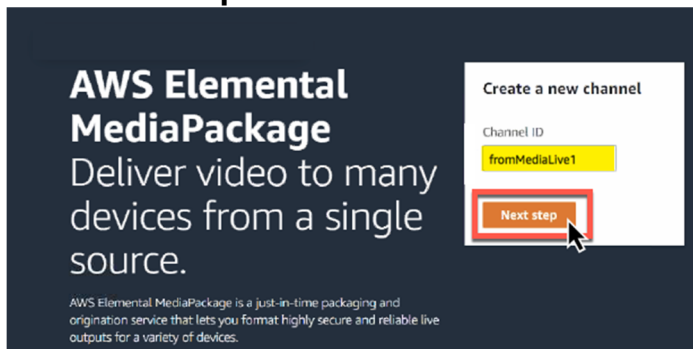 AWS Elemental
MediaPackage
Deliver video to many
devices from a single
source.
AWS Elemental MediaPackage is a just-in-time packaging and
origination service that lets you format highly secure and reliable live
outputs for a variety of devices.
Create a new channel
Channel ID
fromMediaLive1
Next step